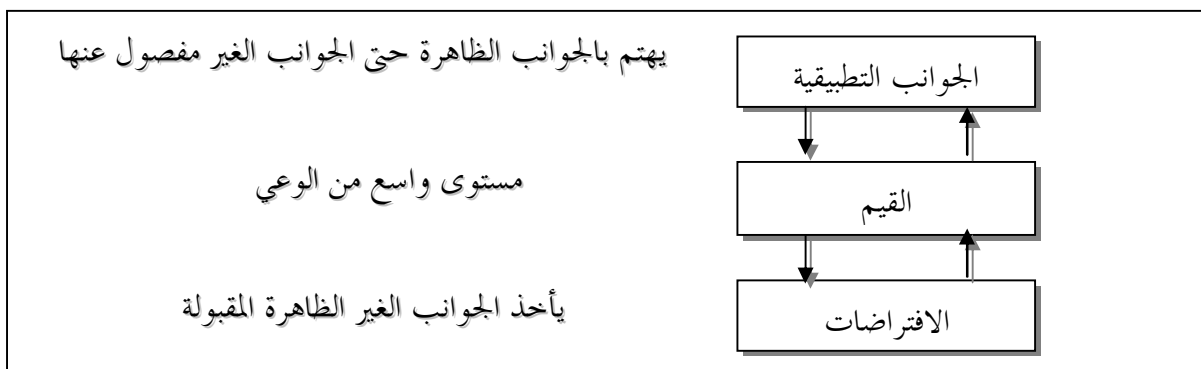 الجوانب التطبيقية
يهتم بالجوانب الظاهرة حتى الجوانب الغير مفصول عنها
القيم
مستوى واسع من الوعي
الافتراضات
يأخذ الجوانب الغير الظاهرة المقبولة